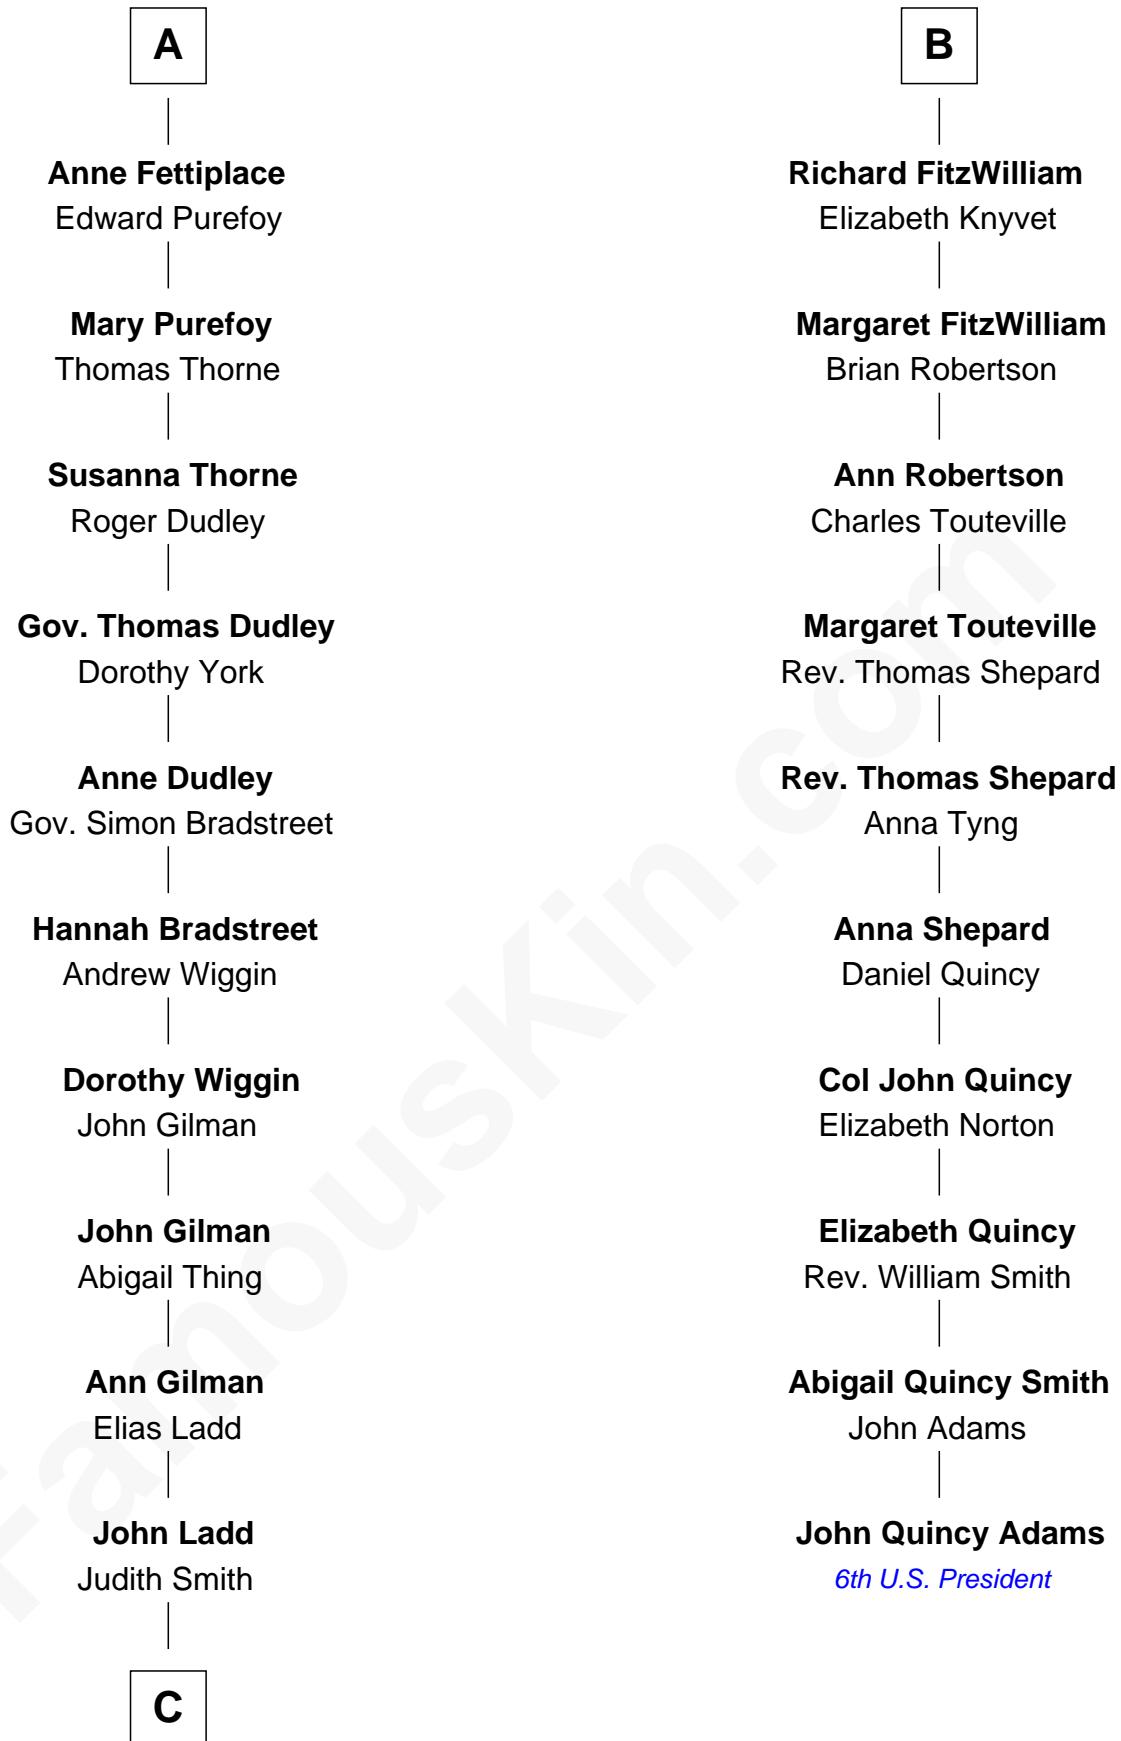 A
Anne Fettiplace
Edward Purefoy
Mary Purefoy
Thomas Thorne
Susanna Thorne
Roger Dudley
Gov. Thomas Dudley
Dorothy York
Anne Dudley
Gov. Simon Bradstreet
Hannah Bradstreet
Andrew Wiggin
Dorothy Wiggin
John Gilman
John Gilman
Abigail Thing
Ann Gilman
Elias Ladd
John Ladd
Judith Smith
C
B
Richard FitzWilliam
Elizabeth Knyvet
Margaret FitzWilliam
Brian Robertson
Ann Robertson
Charles Touteville
Margaret Touteville
Rev. Thomas Shepard
Rev. Thomas Shepard
Anna Tyng
Anna Shepard
Daniel Quincy
Col John Quincy
Elizabeth Norton
Elizabeth Quincy
Rev. William Smith
Abigail Quincy Smith
John Adams
John Quincy Adams
6th U.S. President
FamousKin.com